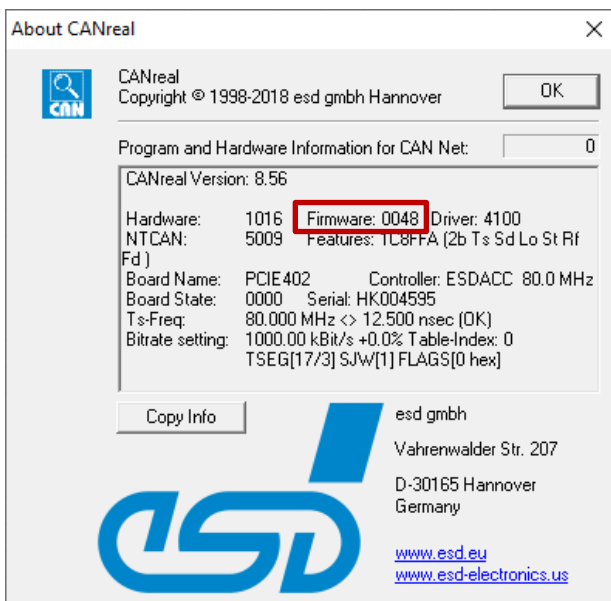 About CANreal
CAN
CANreal
Copyright © 1998-2018 esd gmbh Hannover
OK
Program and Hardware Information for CAN Net: 0
CANreal Version: 8.56
Hardware: 1016 Firmware: 0048 Driver: 4100
NTCAN: 5009 Features: 1C8FFA (2b Ts Sd Lo St Rf
Fd )
Board Name: PCIE402 Controller: ESDACC 80.0 MHz
Board State: 0000 Serial: HK004595
Ts-Freq: 80.000 MHz <> 12.500 nsec (OK)
Bitrate setting: 1000.00 kBit/s +0.0% Table-Index: 0
TSEG[17/3] SJW[1] FLAGS[0 hex]
Copy Info
esd
esd gmbh
Vahrenwalder Str. 207
D-30165 Hannover
Germany
www.esd.eu
www.esd-electronics.us